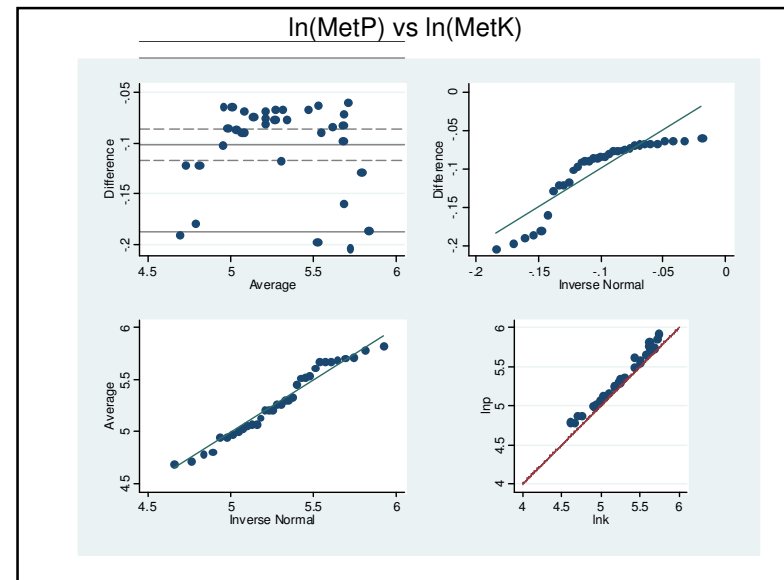 ln(MetP) vs ln(MetK)
-.05
-.1
-.15
-.2
Difference
4.5 5 5.5 6
Average
0
-.05
-.1
-.15
-.2
Difference
-.2 -.15 -.1 -.05 0
Inverse Normal
6
5.5
5
4.5
Average
4.5 5 5.5 6
Inverse Normal
6
5.5
5
4.5
4
lnp
4 4.5 5 5.5 6
lnk